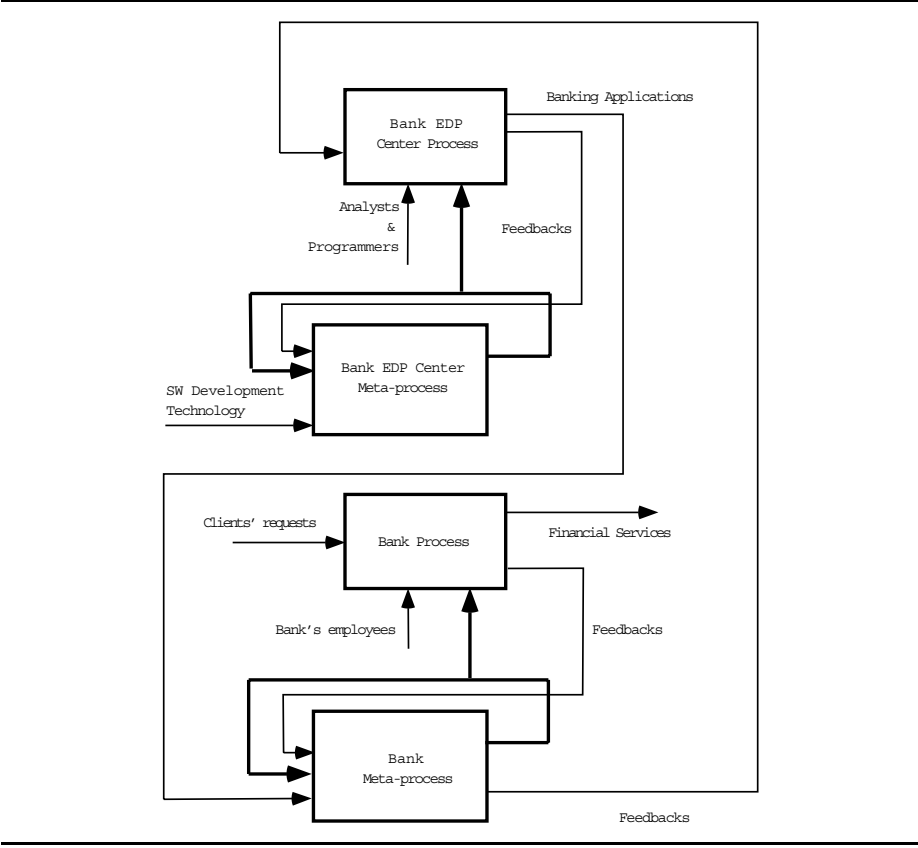 Banking Applications
Bank EDP
Center Process
Analysts
&
Programmers
Feedbacks
Bank EDP Center
Meta-process
SW Development
Technology
Clients' requests
Bank Process
Financial Services
Bank's employees
Feedbacks
Bank
Meta-process
Feedbacks